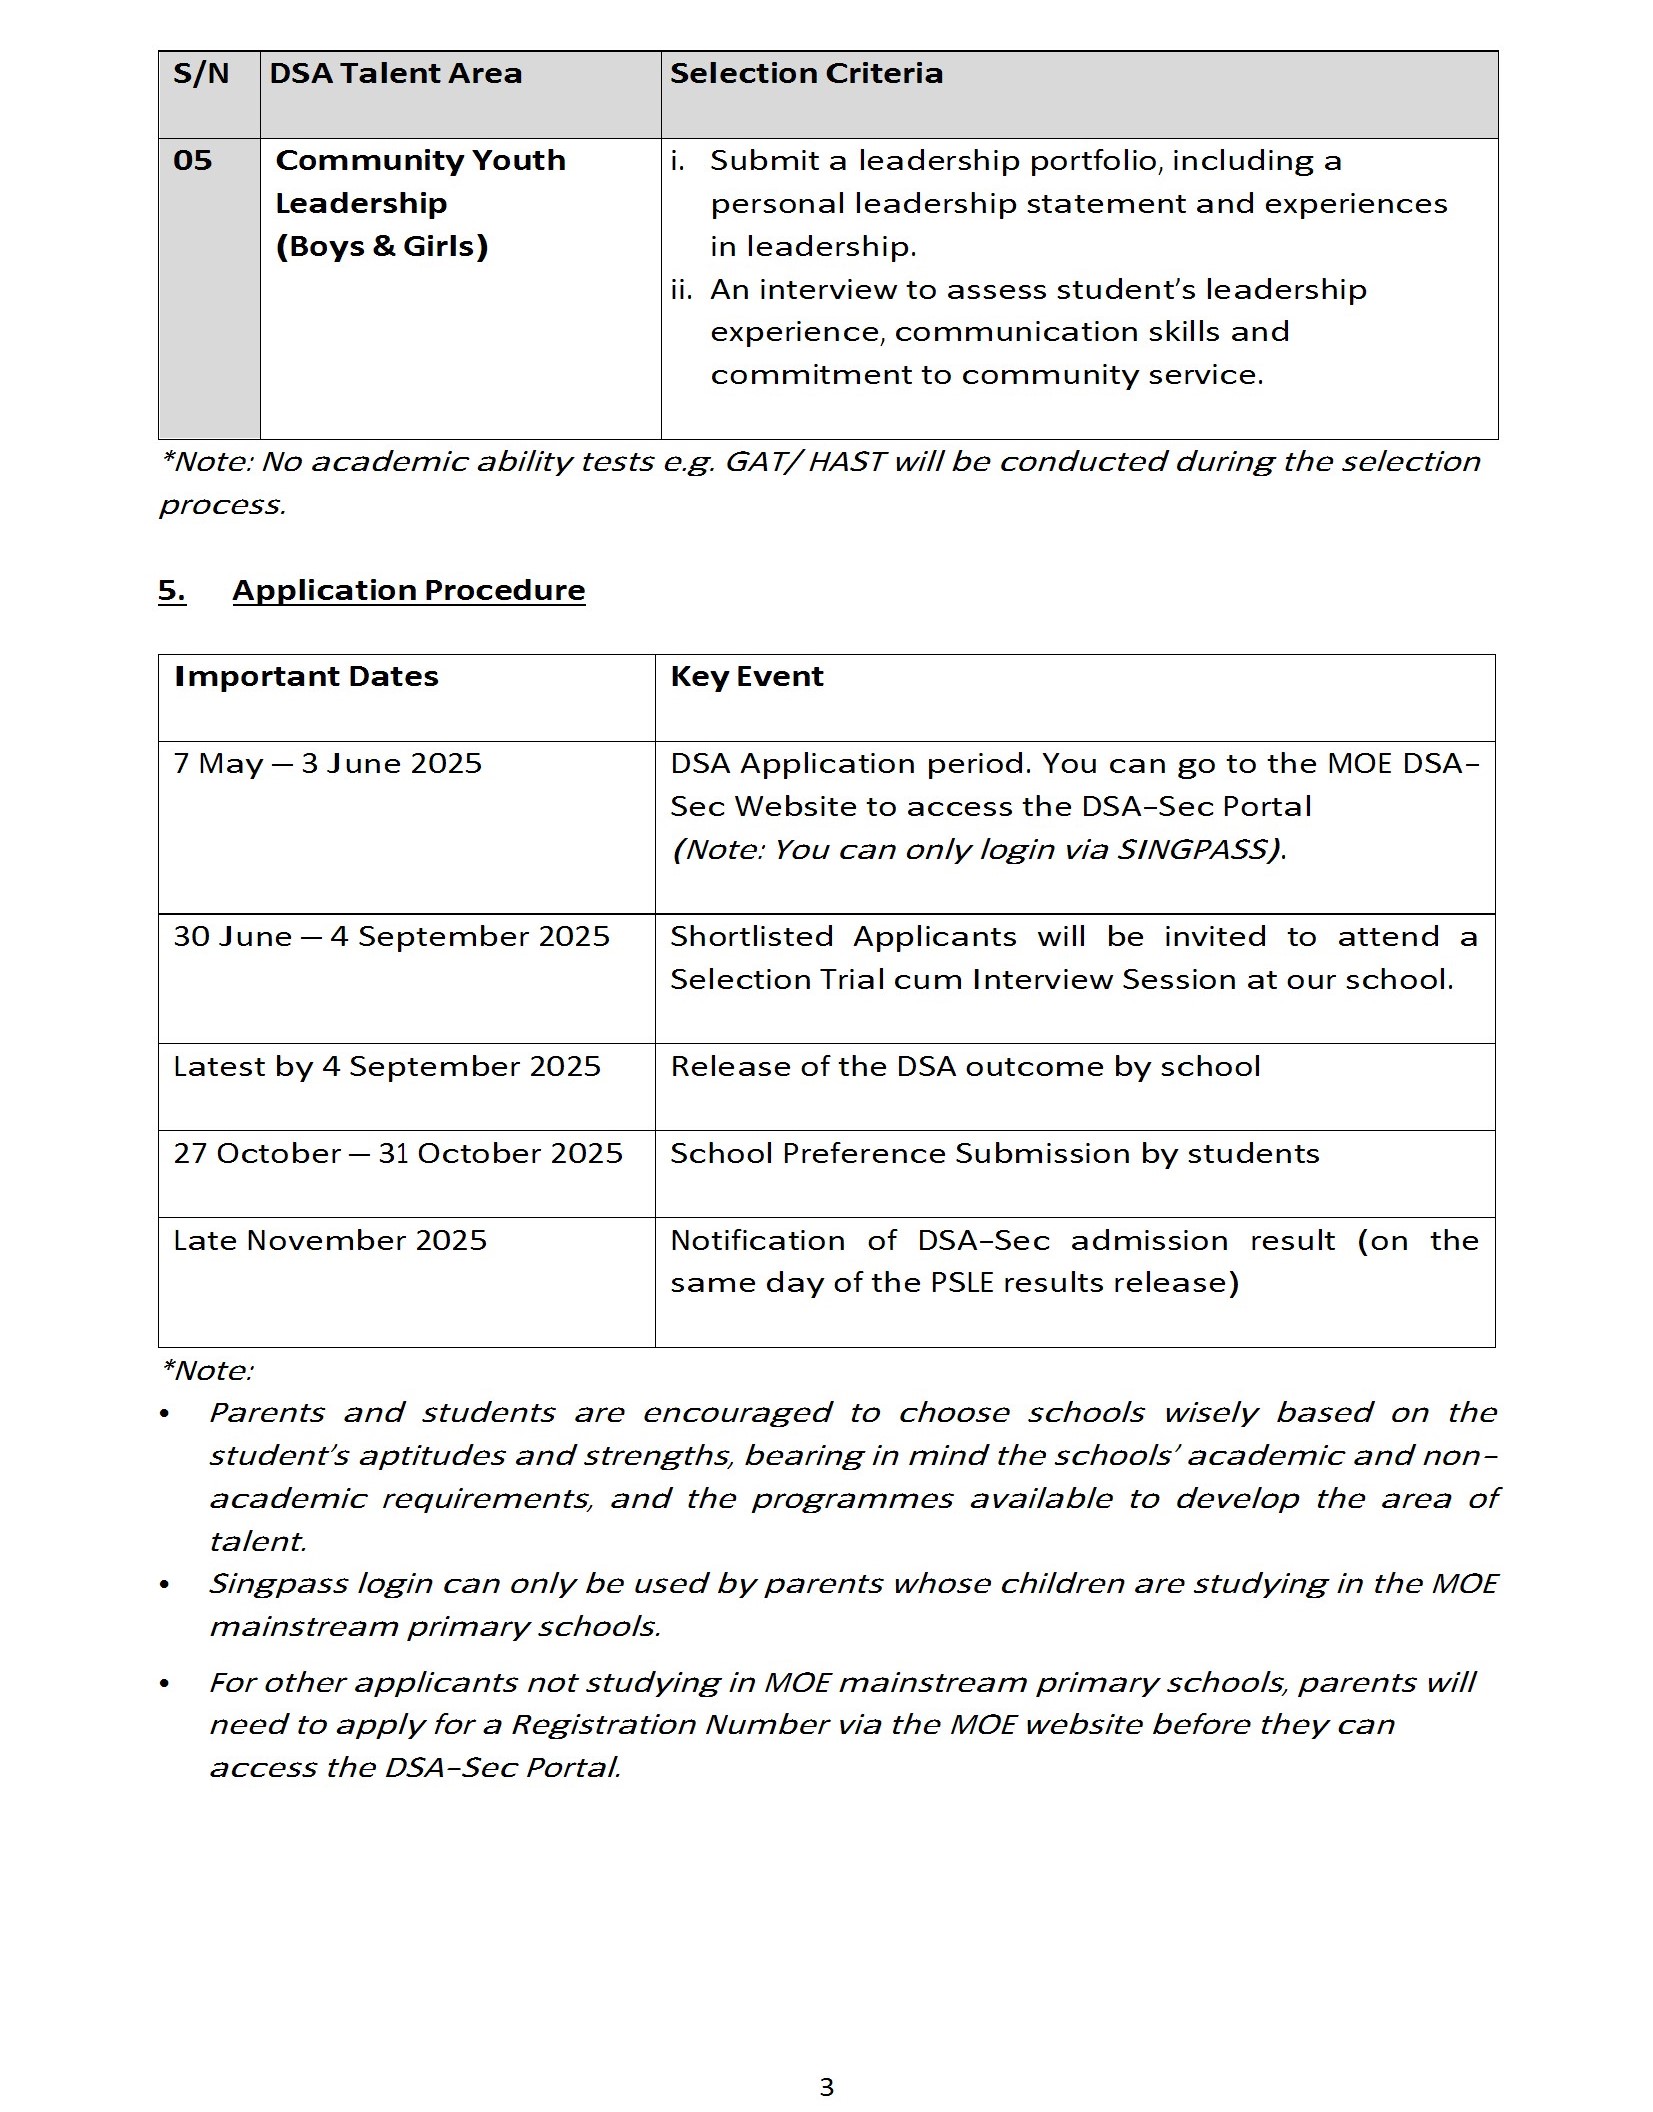 S/N DSA Talent Area Selection Criteria
05 Community Youth
Leadership
(Boys & Girls)
i. Submit a leadership portfolio, including a
personal leadership statement and experiences
in leadership.
ii. An interview to assess student’s leadership
experience, communication skills and
commitment to community service.
*Note: No academic ability tests e.g. GAT/ HAST will be conducted during the selection
process.
5. Application Procedure
Important Dates Key Event
7 May – 3 June 2025 DSA Application period. You can go to the MOE DSA-
Sec Website to access the DSA-Sec Portal
(Note: You can only login via SINGPASS).
30 June – 4 September 2025 Shortlisted Applicants will be invited to attend a
Selection Trial cum Interview Session at our school.
Latest by 4 September 2025 Release of the DSA outcome by school
27 October – 31 October 2025 School Preference Submission by students
Late November 2025 Notification of DSA-Sec admission result (on the
same day of the PSLE results release)
*Note:
• Parents and students are encouraged to choose schools wisely based on the
student’s aptitudes and strengths, bearing in mind the schools’ academic and non-
academic requirements, and the programmes available to develop the area of
talent.
• Singpass login can only be used by parents whose children are studying in the MOE
mainstream primary schools.
• For other applicants not studying in MOE mainstream primary schools, parents will
need to apply for a Registration Number via the MOE website before they can
access the DSA-Sec Portal.
3